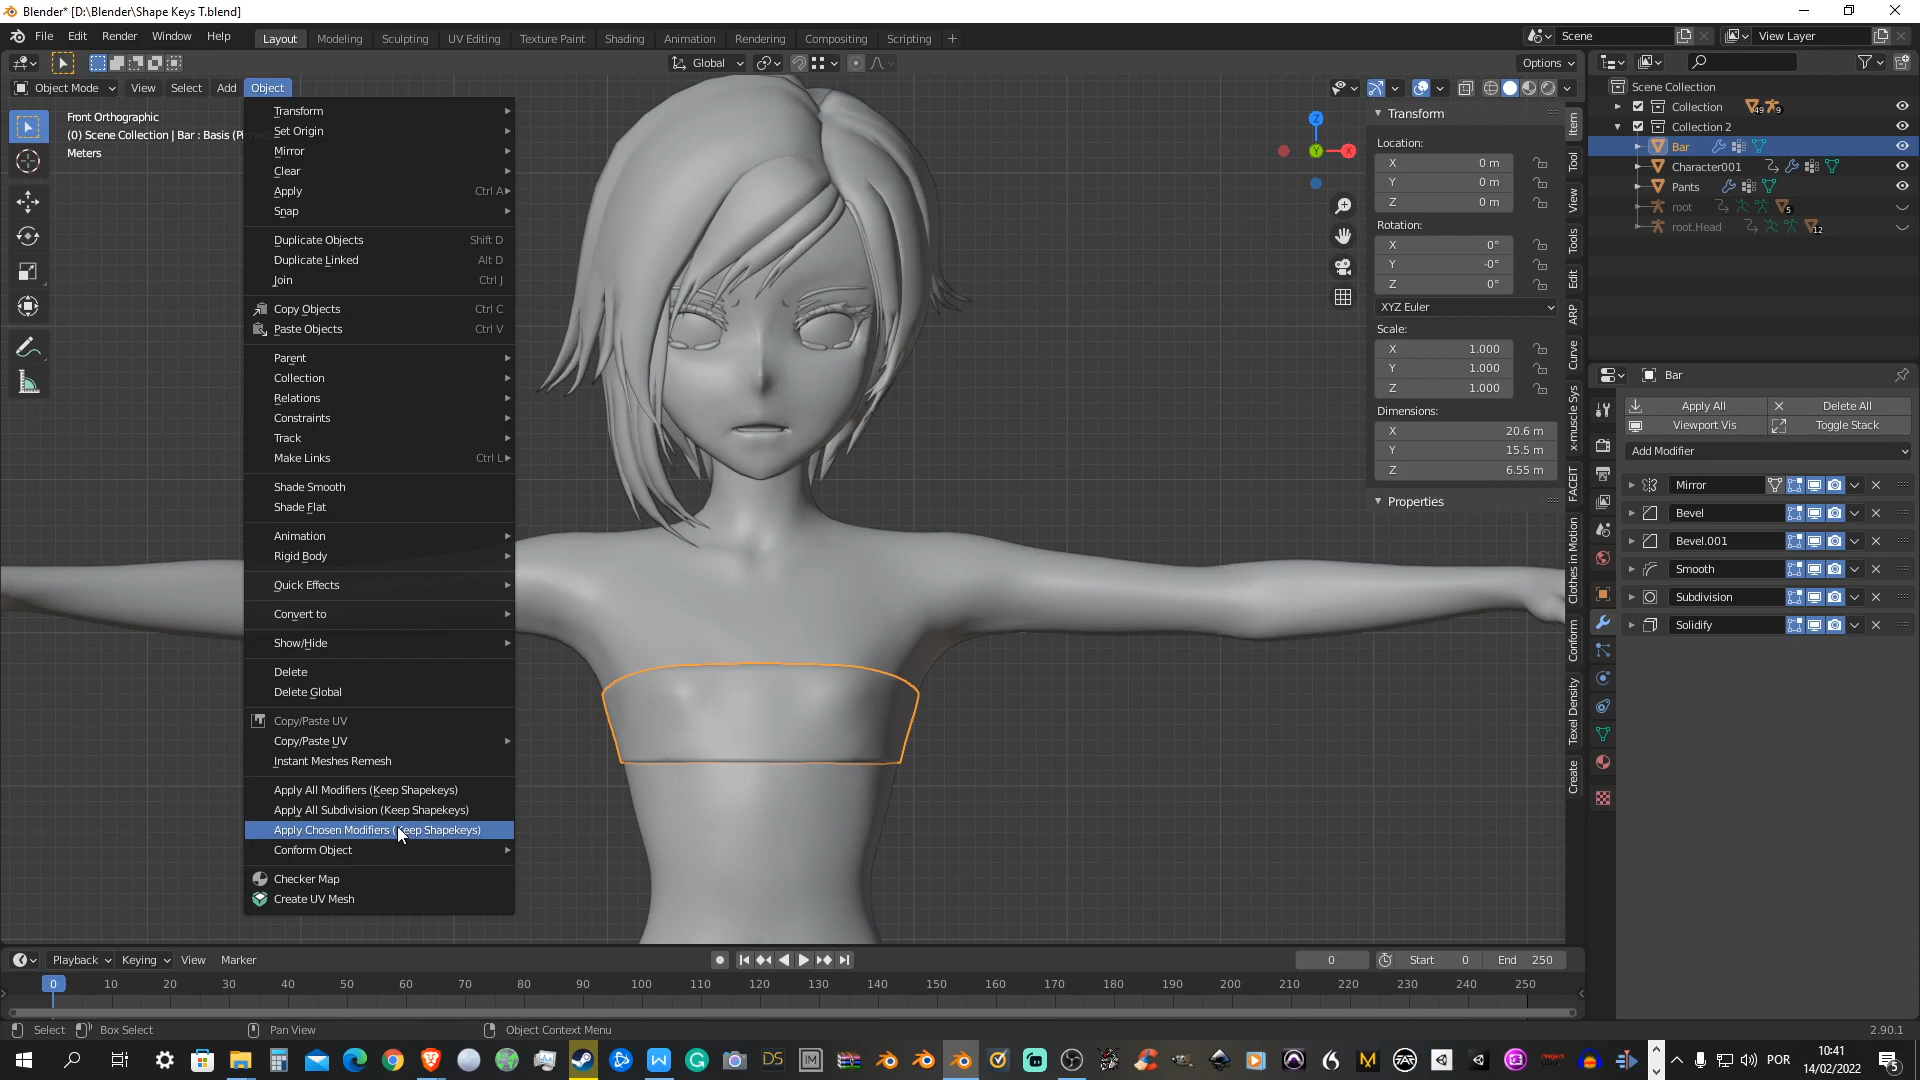 Blender* [D:\Blender\Shape Keys T.blend]
File Edit Render Window Help
Layout Modeling Sculpting UV Editing Texture Paint Shading Animation Rendering Compositing Scripting +
Scene
View Layer
Global
Options
Object Mode View Select Add Object
Front Orthographic
(0) Scene Collection | Bar : Basis (Pi
Meters
Transform
Set Origin
Mirror
Clear
Apply Ctrl A
Snap
Duplicate Objects Shift D
Duplicate Linked Alt D
Join Ctrl J
Copy Objects Ctrl C
Paste Objects Ctrl V
Parent
Collection
Relations
Constraints
Track
Make Links Ctrl L
Shade Smooth
Shade Flat
Animation
Rigid Body
Quick Effects
Convert to
Show/Hide
Delete
Delete Global
Copy/Paste UV
Copy/Paste UV
Instant Meshes Remesh
Apply All Modifiers (Keep Shapekeys)
Apply All Subdivision (Keep Shapekeys)
Apply Chosen Modifiers (Keep Shapekeys)
Conform Object
Checker Map
Create UV Mesh
Z
Y
X
Transform
Location:
X 0 m
Y 0 m
Z 0 m
Rotation:
X 0°
Y -0°
Z 0°
XYZ Euler
Scale:
X 1.000
Y 1.000
Z 1.000
Dimensions:
X 20.6 m
Y 15.5 m
Z 6.55 m
Properties
Item
Tool
View
Tools
Edit
ARP
Curve
x-muscle Sys
FACEIT
Clothes in Motion
Conform
Texel Density
Create
Scene Collection
Collection 49 9
Collection 2
Bar
Character001
Pants
root 5
root.Head 12
Bar
Apply All Delete All
Viewport Vis Toggle Stack
Add Modifier
Mirror
Bevel
Bevel.001
Smooth
Subdivision
Solidify
Playback Keying View Marker
0 Start 0 End 250
0 10 20 30 40 50 60 70 80 90 100 110 120 130 140 150 160 170 180 190 200 210 220 230 240 250
Select Box Select Pan View Object Context Menu 2.90.1
DS
IM
POR
10:41
14/02/2022
5